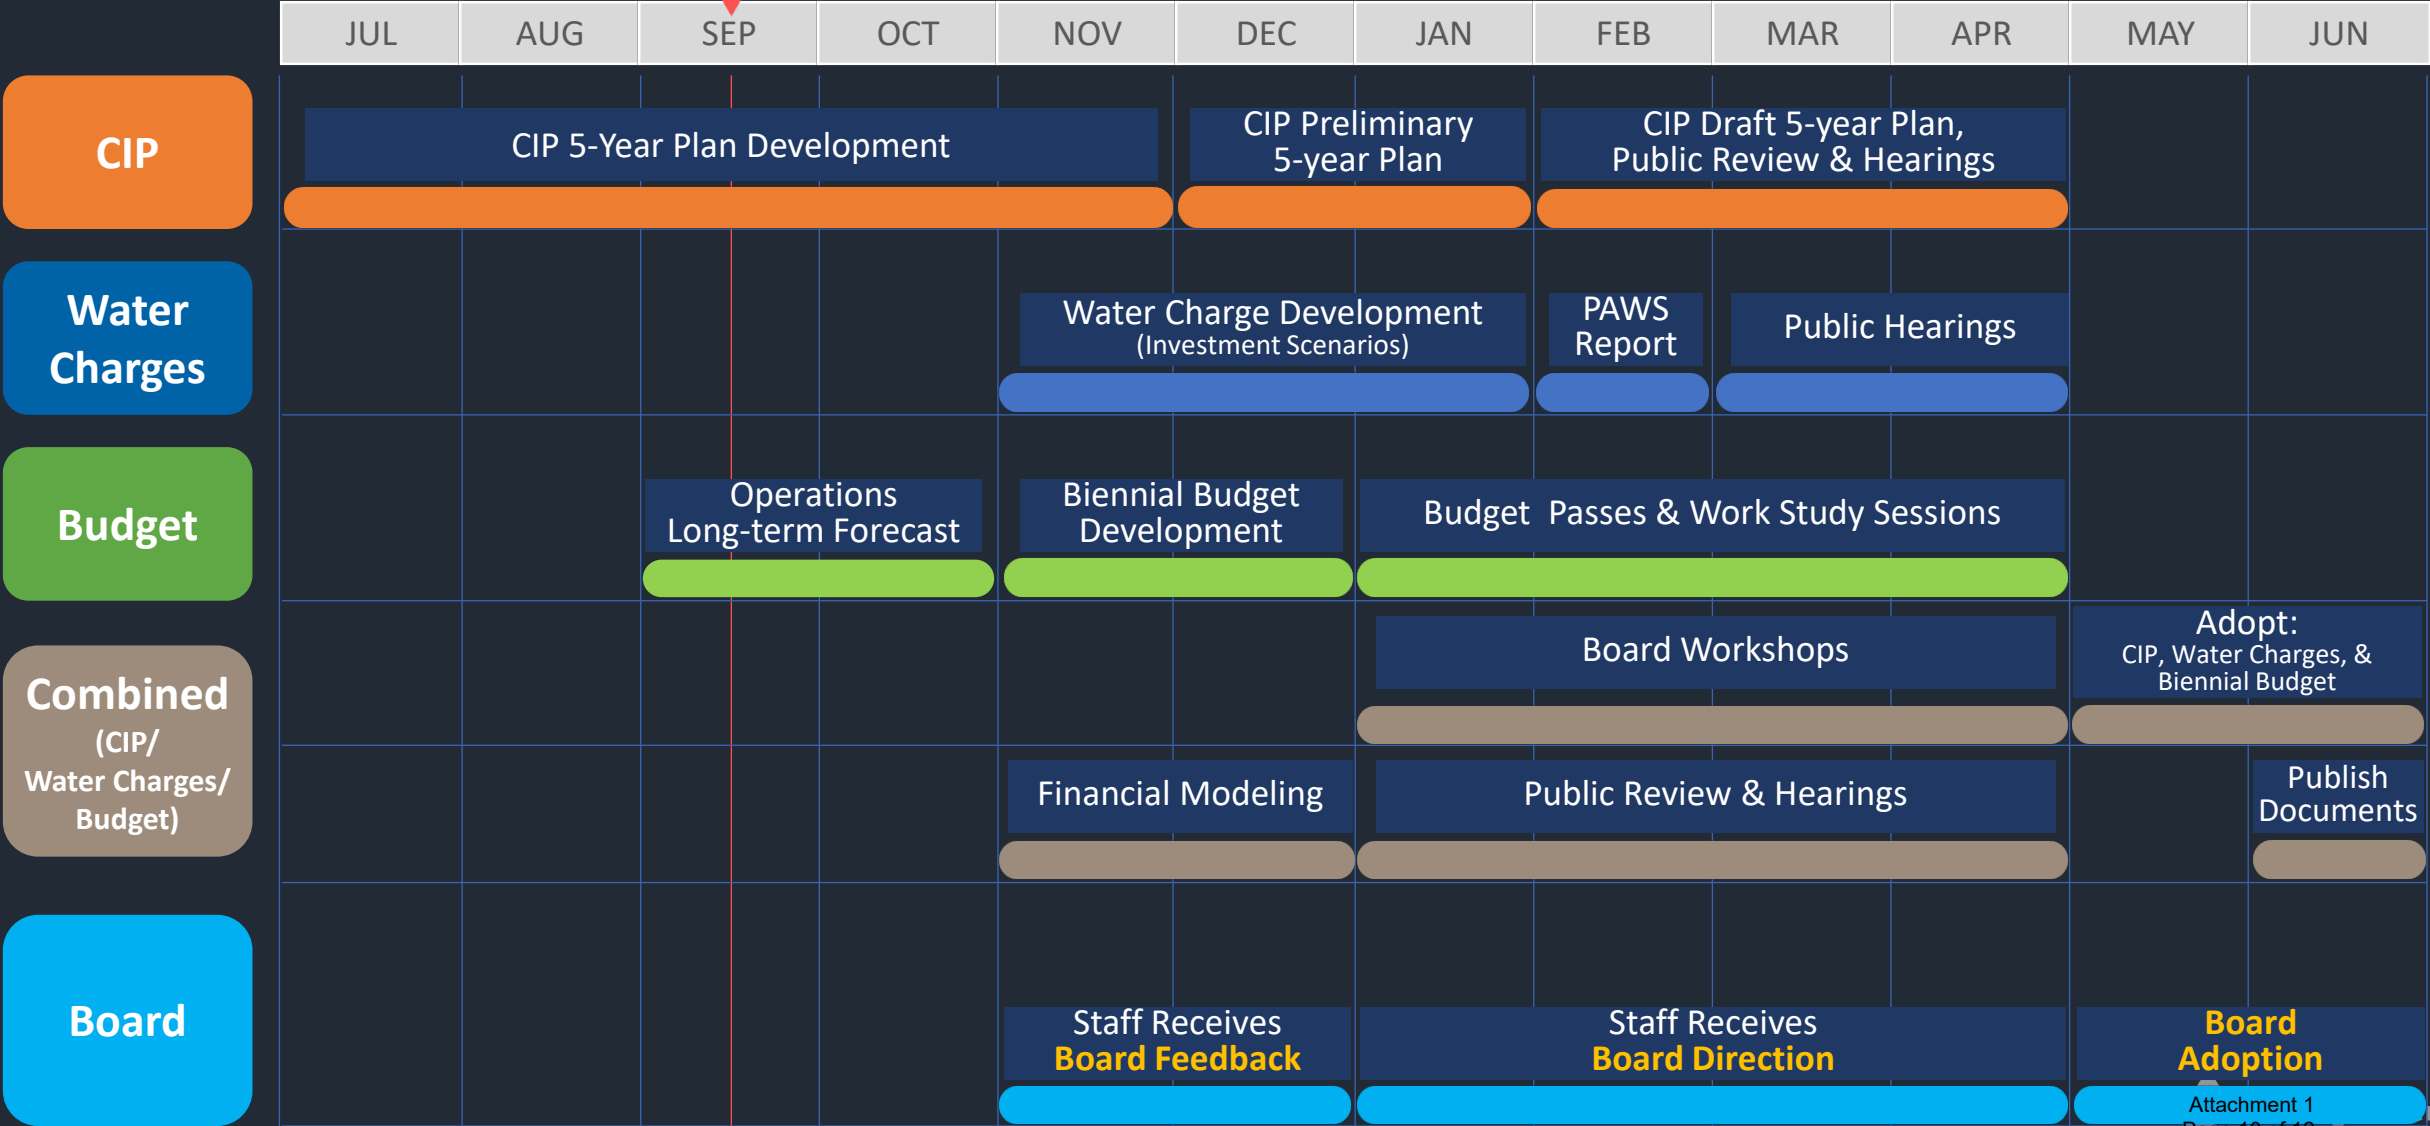 JUL AUG SEP OCT NOV DEC JAN FEB MAR APR MAY JUN
CIP
CIP 5-Year Plan Development
CIP Preliminary
5-year Plan
CIP Draft 5-year Plan,
Public Review & Hearings
Water
Charges
Water Charge Development
(Investment Scenarios)
PAWS
Report
Public Hearings
Budget
Operations
Long-term Forecast
Biennial Budget
Development
Budget Passes & Work Study Sessions
Combined
(CIP/
Water Charges/
Budget)
Board Workshops
Adopt:
CIP, Water Charges, &
Biennial Budget
Financial Modeling
Public Review & Hearings
Publish
Documents
Board
Staff Receives
Board Feedback
Staff Receives
Board Direction
Board
Adoption
Attachment 1